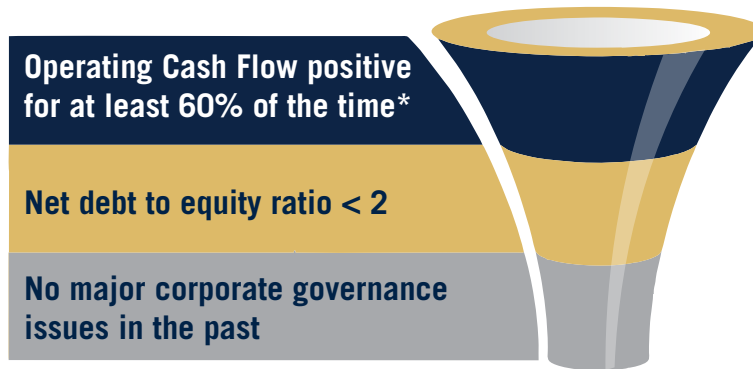 Operating Cash Flow positive
for at least 60% of the time*
Net debt to equity ratio < 2
No major corporate governance
issues in the past